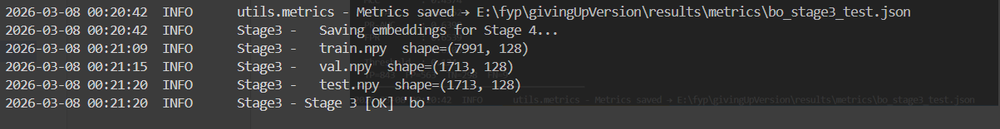 2026-03-08 00:20:42 INFO utils.metrics - Metrics saved → E:\fyp\givingUpVersion\results\metrics\bo_stage3_test.json
2026-03-08 00:20:42 INFO Stage3 - Saving embeddings for Stage 4...
2026-03-08 00:21:09 INFO Stage3 - train.npy shape=(7991, 128)
2026-03-08 00:21:15 INFO Stage3 - val.npy shape=(1713, 128)
2026-03-08 00:21:20 INFO Stage3 - test.npy shape=(1713, 128)
2026-03-08 00:21:20 INFO Stage3 - Stage 3 [OK] 'bo'
utils.metrics - Metrics saved → E:\fyp\givingUpVersion\results\metrics\bo_stage3_test.json